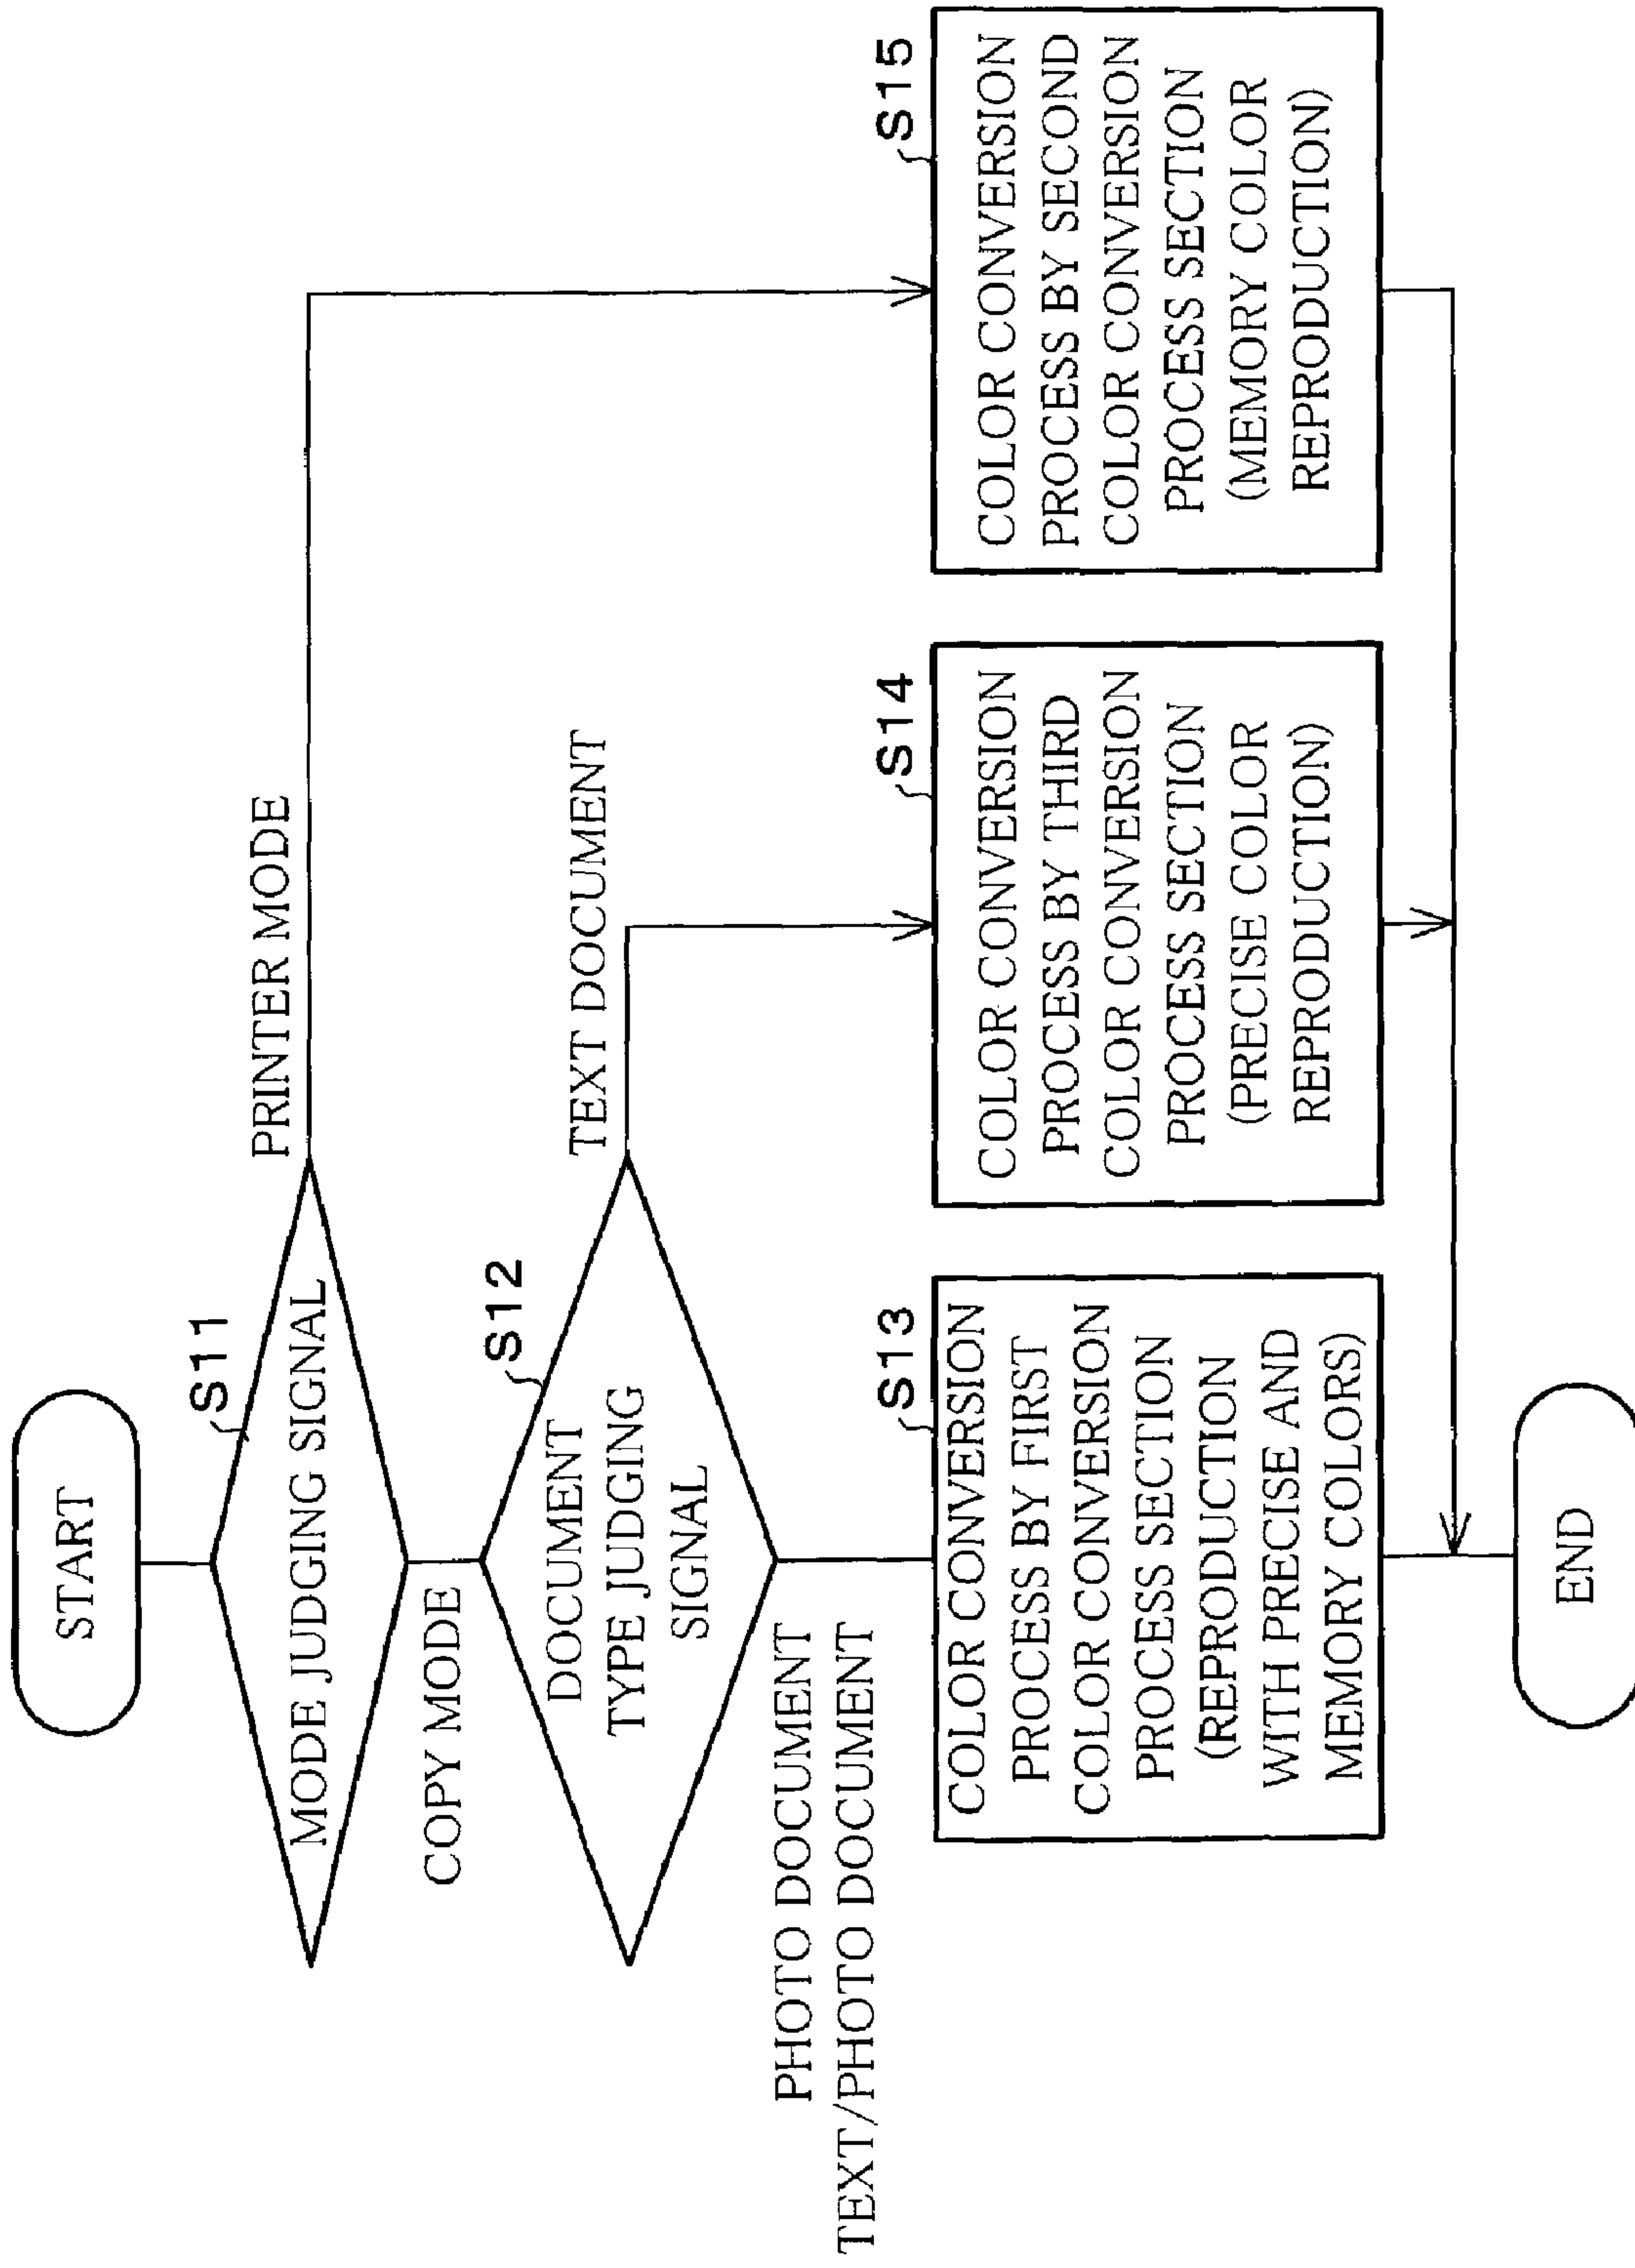 START
S11
MODE JUDGING SIGNAL
PRINTER MODE
COPY MODE
S12
DOCUMENT
TYPE JUDGING
SIGNAL
TEXT DOCUMENT
PHOTO DOCUMENT
TEXT/PHOTO DOCUMENT
S13
COLOR CONVERSION
PROCESS BY FIRST
COLOR CONVERSION
PROCESS SECTION
(REPRODUCTION
WITH PRECISE AND
MEMORY COLORS)
S14
COLOR CONVERSION
PROCESS BY THIRD
COLOR CONVERSION
PROCESS SECTION
(PRECISE COLOR
REPRODUCTION)
S15
COLOR CONVERSION
PROCESS BY SECOND
COLOR CONVERSION
PROCESS SECTION
(MEMORY COLOR
REPRODUCTION)
END